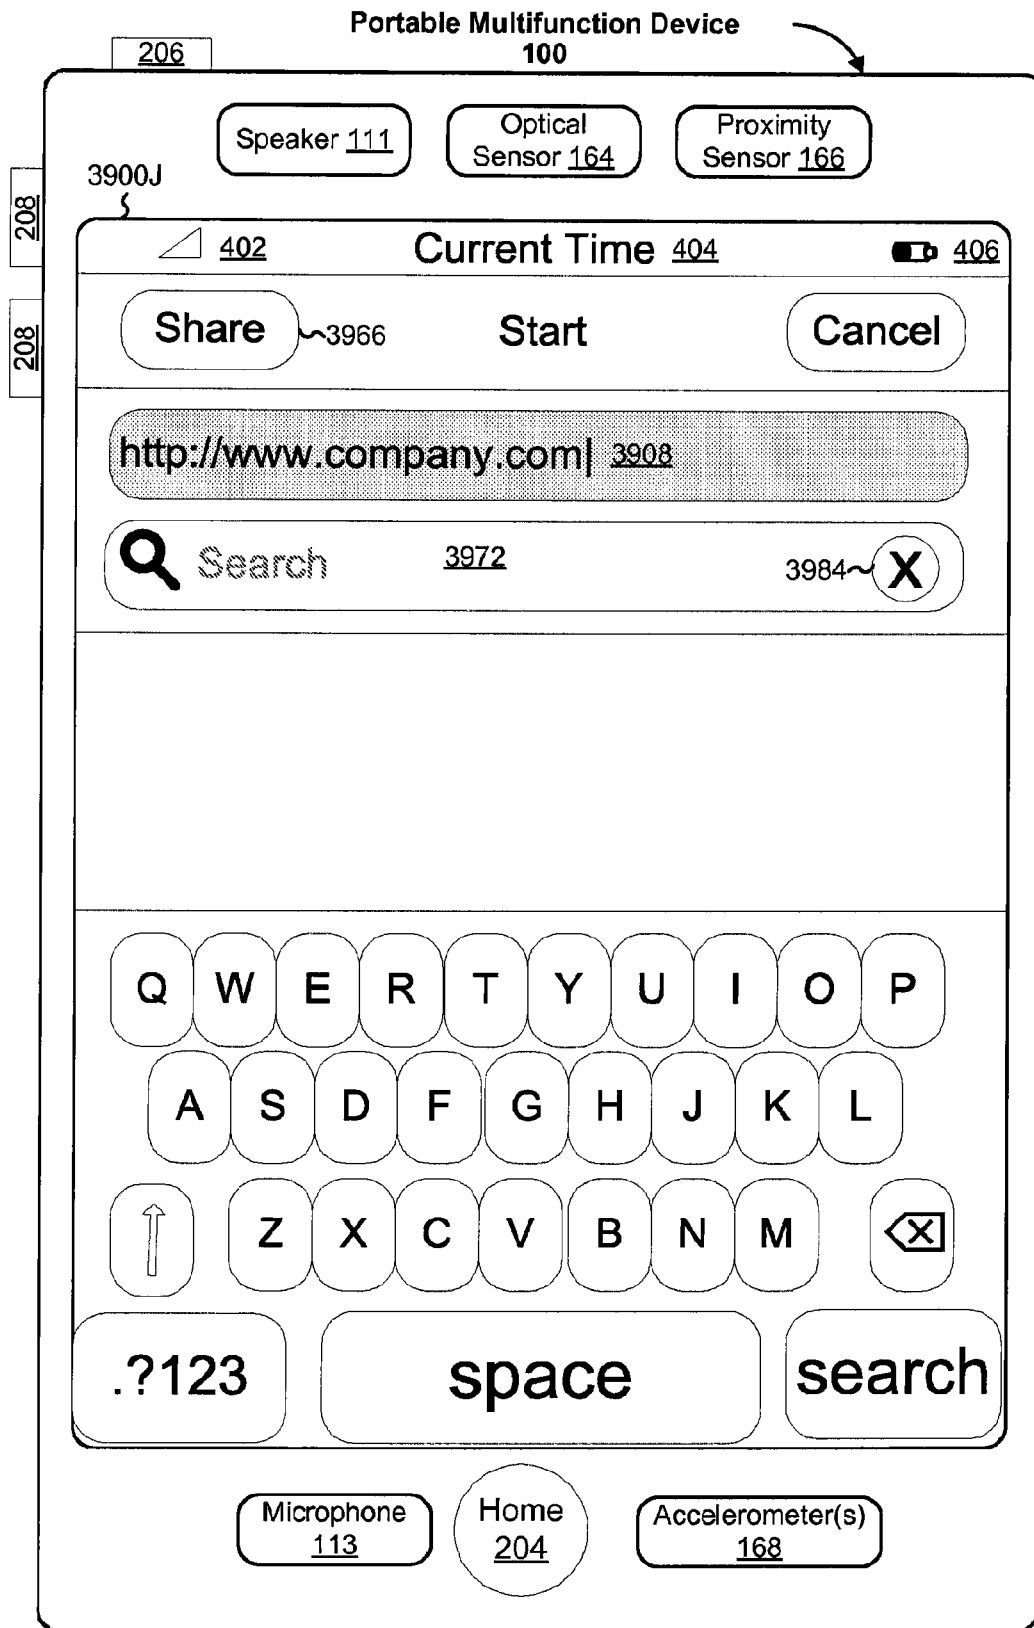 Portable Multifunction Device
100
206
Speaker 111
Optical
Sensor 164
Proximity
Sensor 166
3900J
208
402
Current Time 404
406
208
Share
3966
Start
Cancel
http://www.company.com| 3908
Search
3972
3984
X
Q W E R T Y U I O P
A S D F G H J K L
Z X C V B N M
X
.?123
space
search
Microphone
113
Home
204
Accelerometer(s)
168